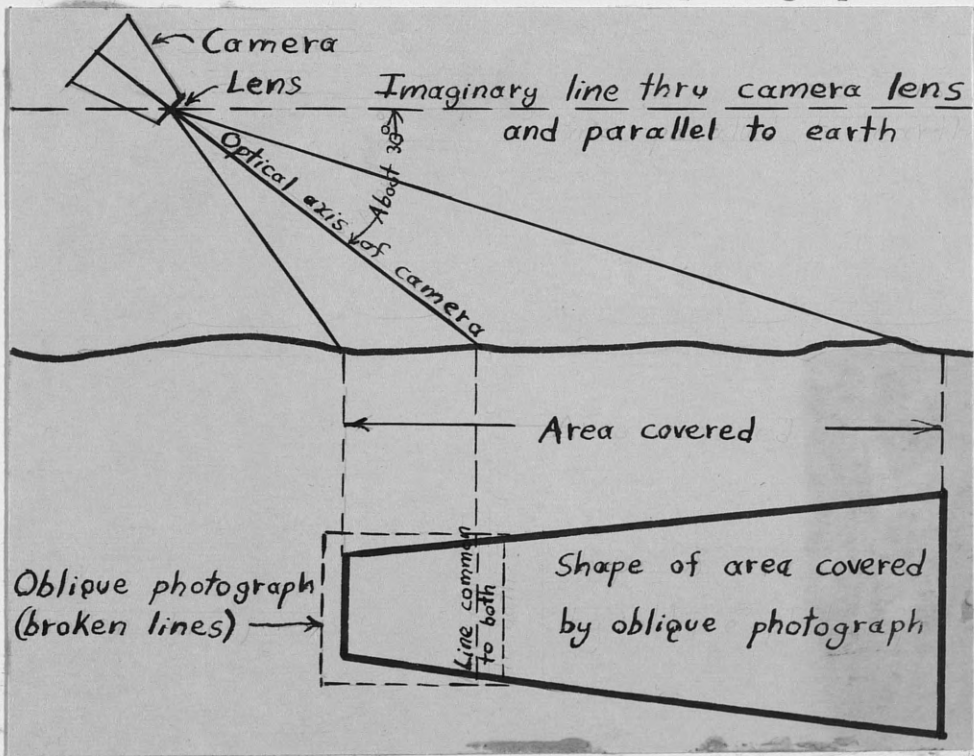 Camera
Lens
Imaginary line thru camera lens
and parallel to earth
Optical axis of camera
About 30°
Area covered
Oblique photograph
(broken lines)
Line common
to both
Shape of area covered
by oblique photograph